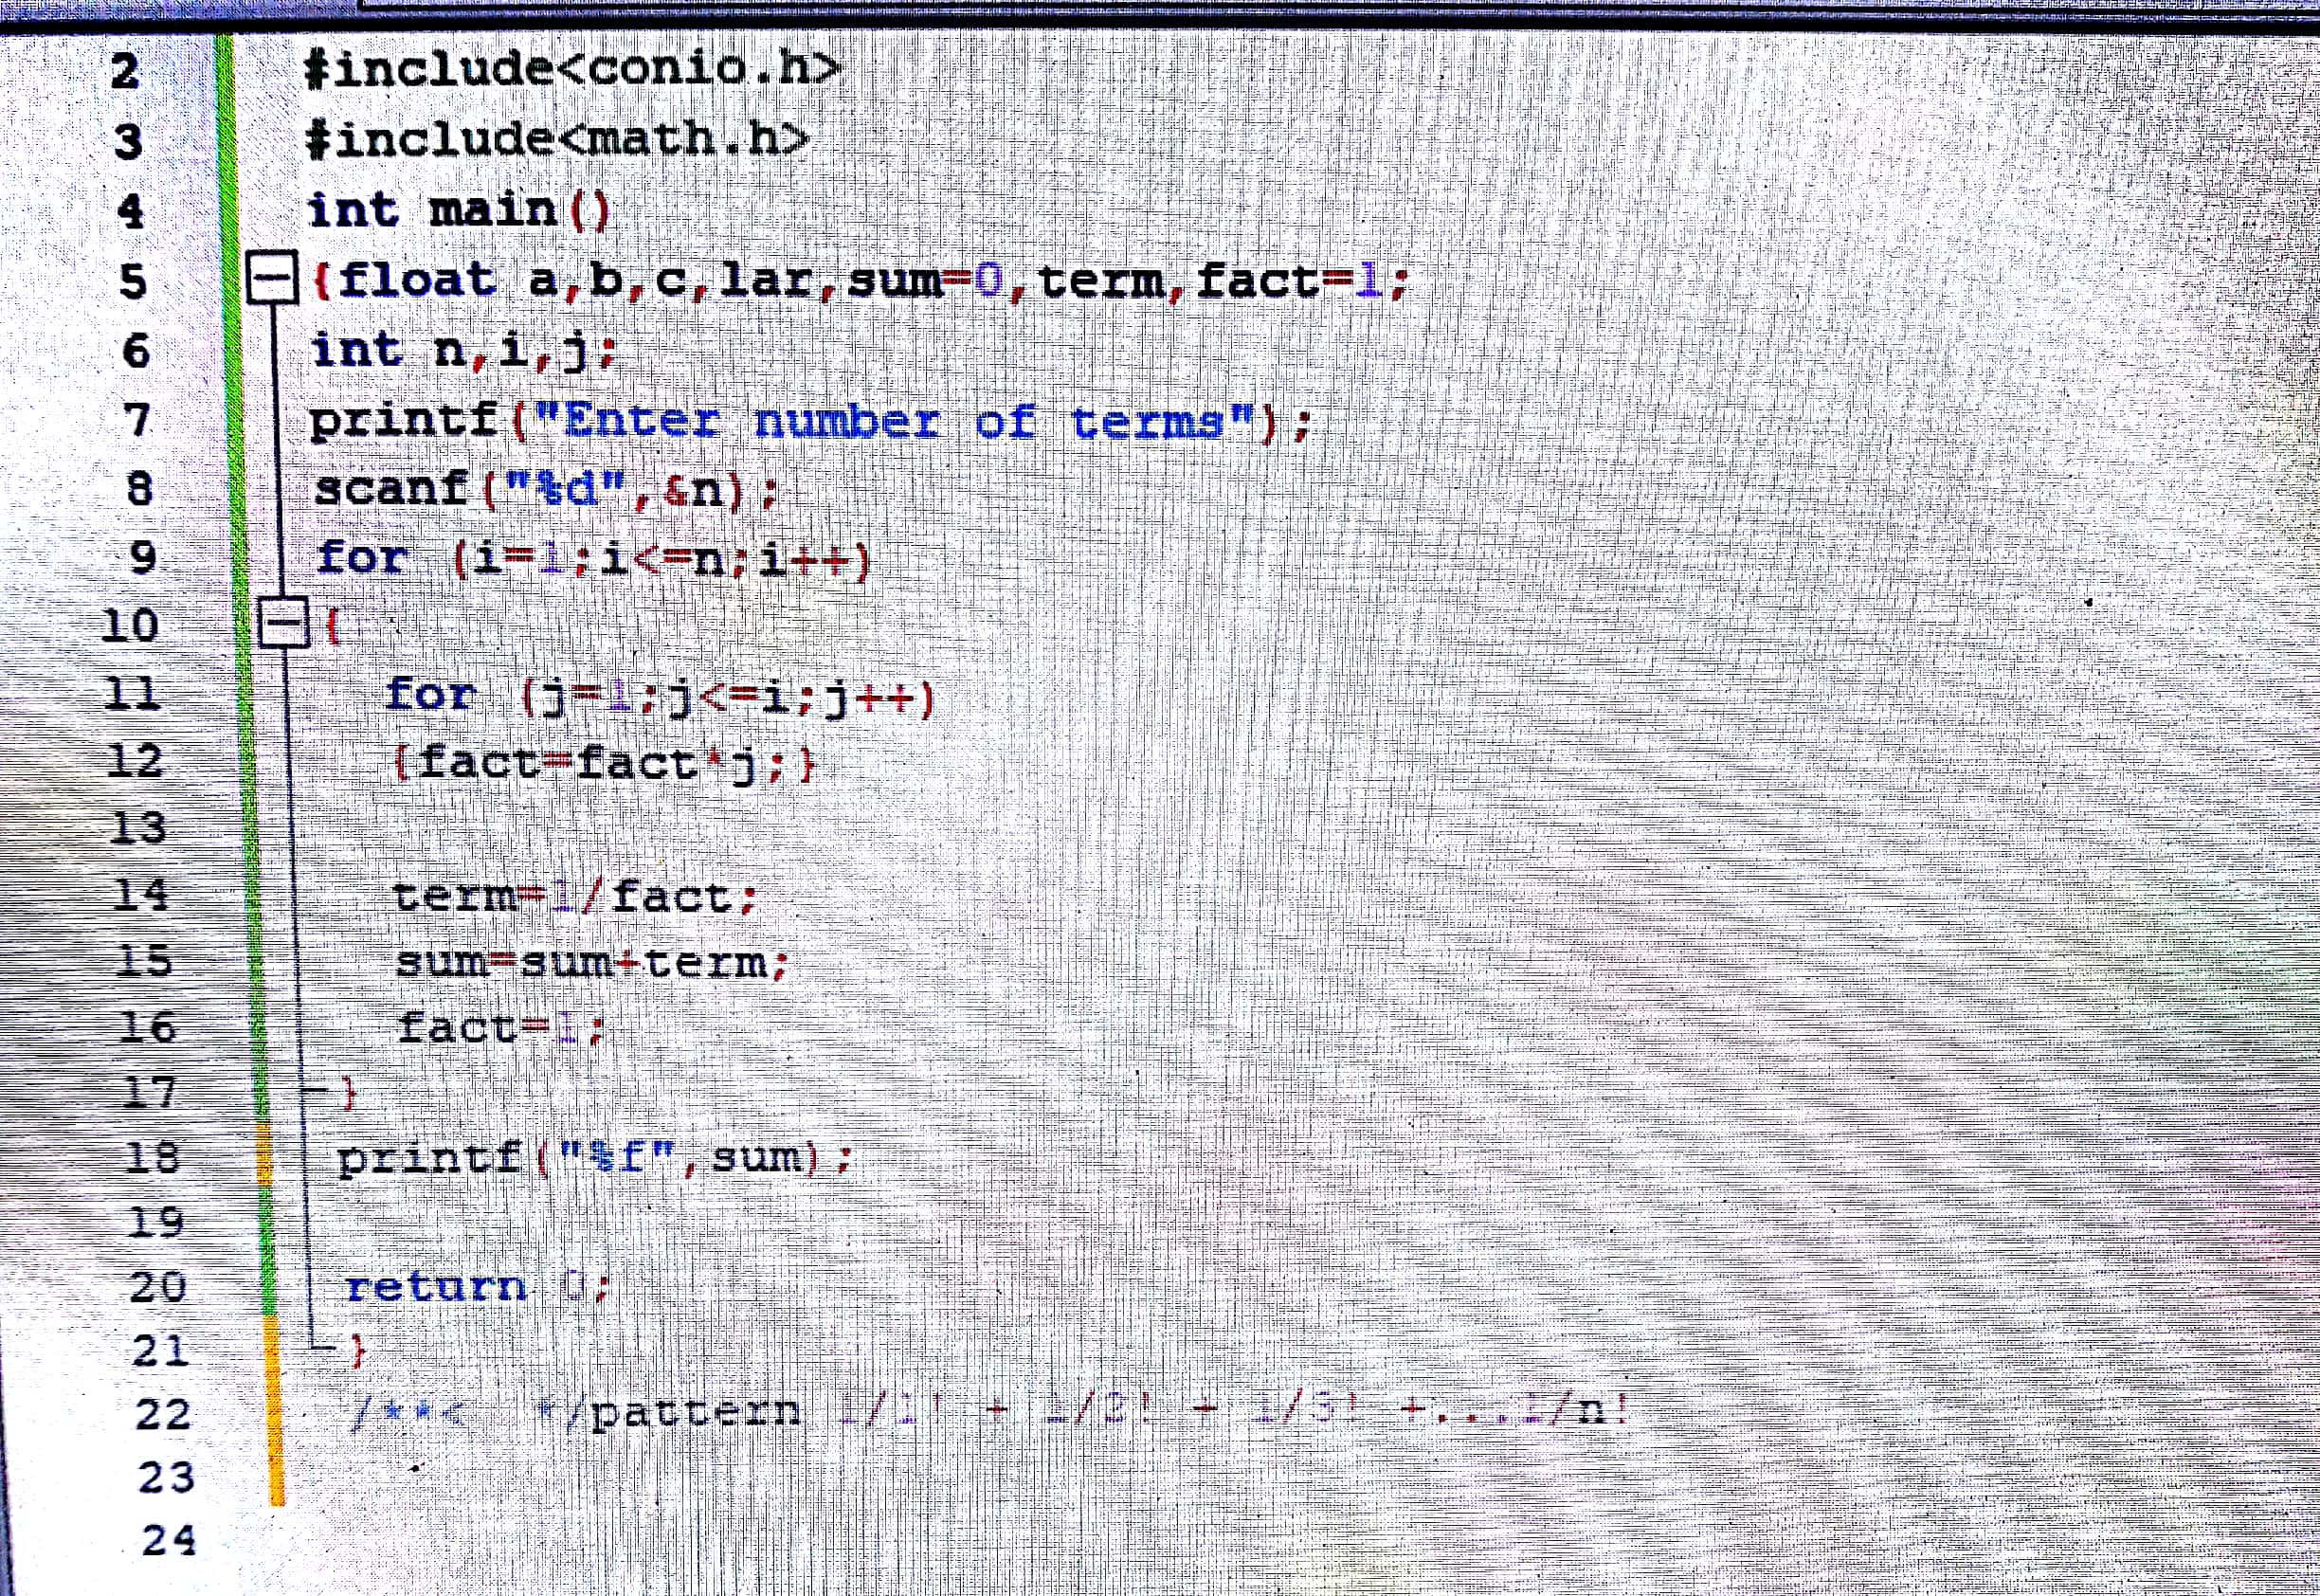 2 #include<conio.h>
3 #include<math.h>
4 int main()
5 {float a,b,c,lar,sum=0,term,fact=1;
6 int n,i,j;
7 printf("Enter number of terms");
8 scanf("%d",&n);
9 for (i=1;i<=n;i++)
10 {
11 for (j=1;j<=i;j++)
12 {fact=fact*j;}
13
14 term=1/fact;
15 sum=sum+term;
16 fact=1;
17 }
18 printf("%f",sum);
19
20 return 0;
21 }
22 /**< */pattern 1/1! + 1/2! + 1/3! +...1/n!
23
24